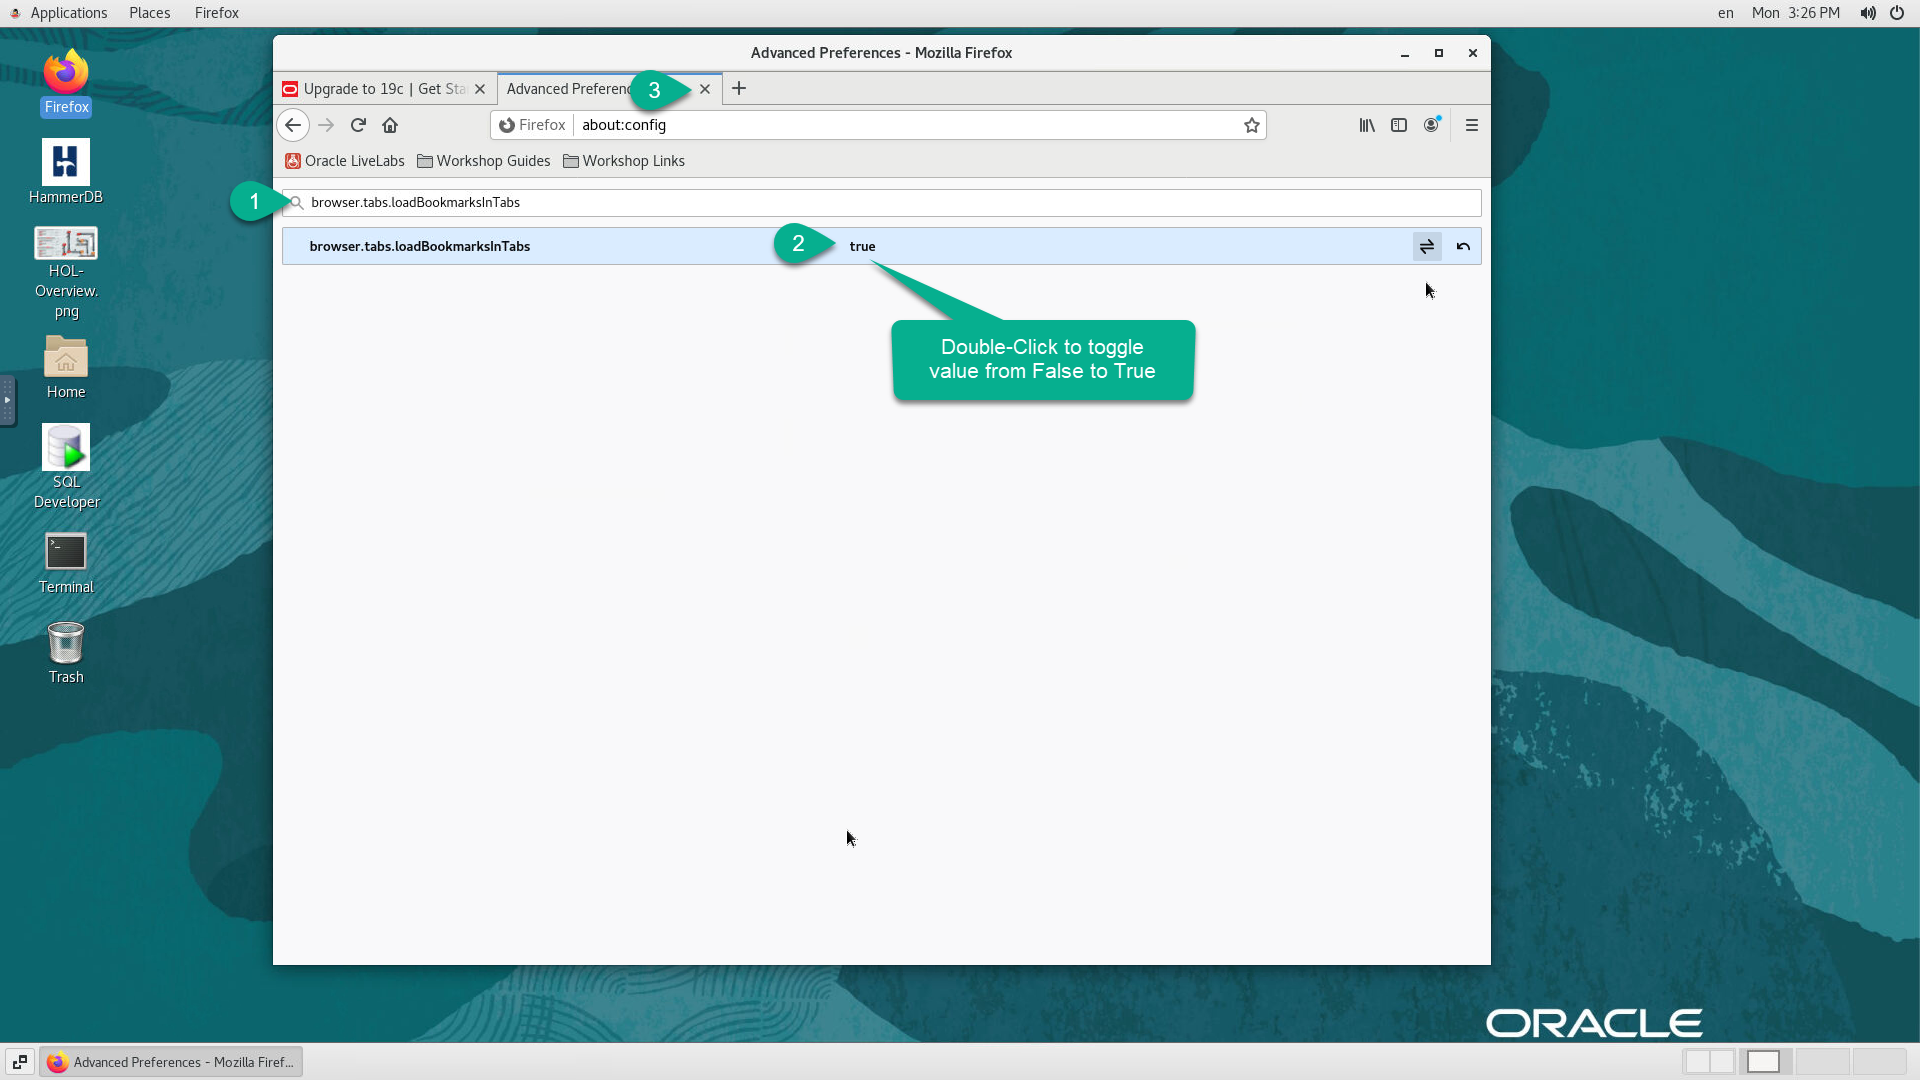 Applications Places Firefox en Mon 3:26 PM
Advanced Preferences - Mozilla Firefox
Upgrade to 19c | Get Sta
Advanced Preferenc
3
Firefox about:config
Oracle LiveLabs Workshop Guides Workshop Links
1
browser.tabs.loadBookmarksInTabs
browser.tabs.loadBookmarksInTabs 2 true
Double-Click to toggle
value from False to True
Firefox
HammerDB
HOL-
Overview.
png
Home
SQL
Developer
Terminal
Trash
ORACLE
Advanced Preferences - Mozilla Firef...